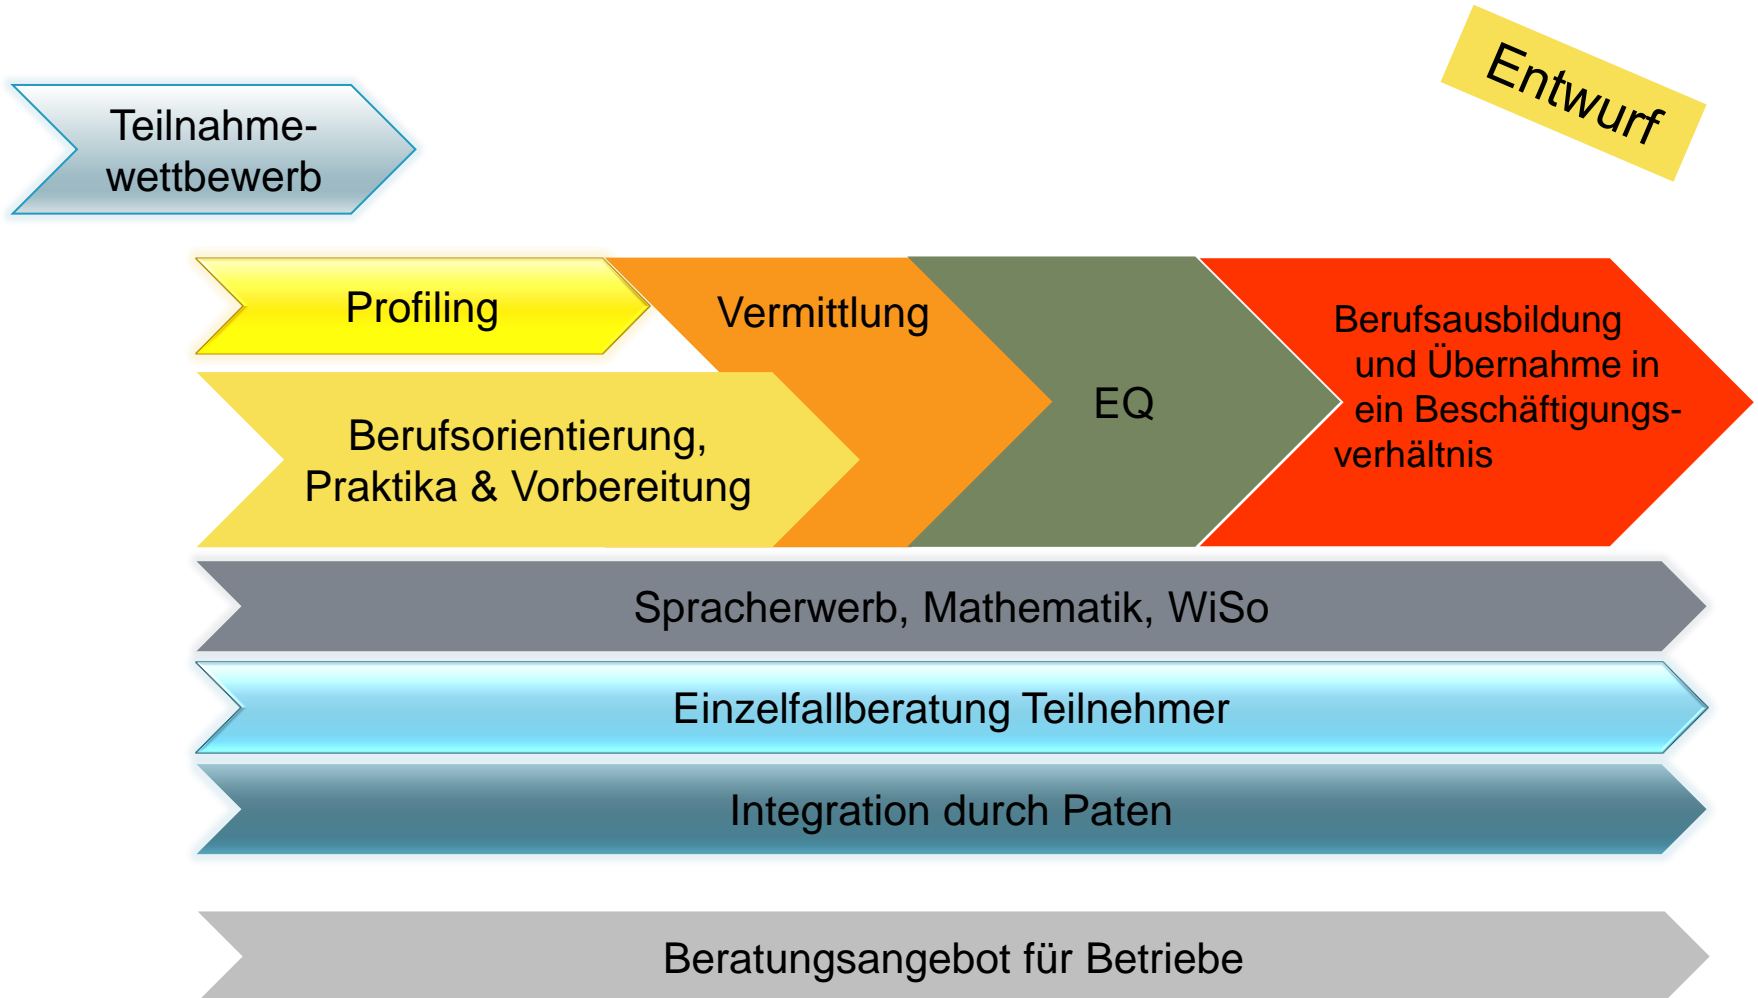 Entwurf
Teilnahme-
wettbewerb
Profiling
Vermittlung
Berufsorientierung,
Praktika & Vorbereitung
EQ
Berufsausbildung
und Übernahme in
ein Beschäftigungs-
verhältnis
Spracherwerb, Mathematik, WiSo
Einzelfallberatung Teilnehmer
Integration durch Paten
Beratungsangebot für Betriebe